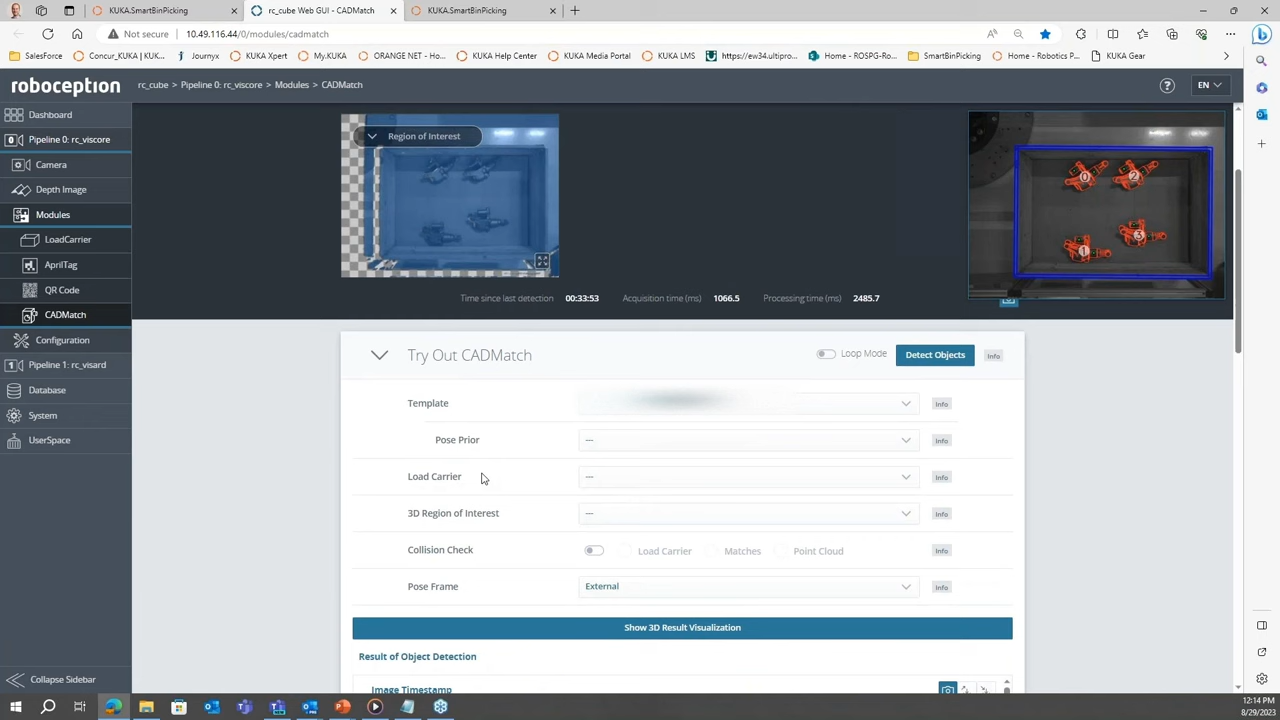 KUKA.SmartBinPicking
rc_cube Web GUI - CADMatch
KUKA.SmartBinPicking
Not secure
10.49.116.44/0/modules/cadmatch
SalesForce
Concur_KUKA | KUK...
Journyx
KUKA Xpert
My.KUKA
ORANGE NET - Hom...
KUKA Help Center
KUKA Media Portal
KUKA LMS
https://ew34.ultipro...
Home - ROSPG-Ro...
SmartBinPicking
Home - Robotics P...
KUKA Gear
roboception
rc_cube > Pipeline 0: rc_viscore > Modules > CADMatch
EN
Dashboard
Pipeline 0: rc_viscore
Camera
Depth Image
Modules
LoadCarrier
AprilTag
QR Code
CADMatch
Configuration
Pipeline 1: rc_visard
Database
System
UserSpace
Collapse Sidebar
Region of Interest
0
2
3
1
Time since last detection 00:33:53 Acquisition time (ms) 1066.5 Processing time (ms) 2485.7
Try Out CADMatch
Loop Mode
Detect Objects
Info
Template
Info
Pose Prior
---
Info
Load Carrier
---
Info
3D Region of Interest
---
Info
Collision Check
Load Carrier
Matches
Point Cloud
Info
Pose Frame
External
Info
Show 3D Result Visualization
Result of Object Detection
Image Timestamp
12:14 PM
8/29/2023